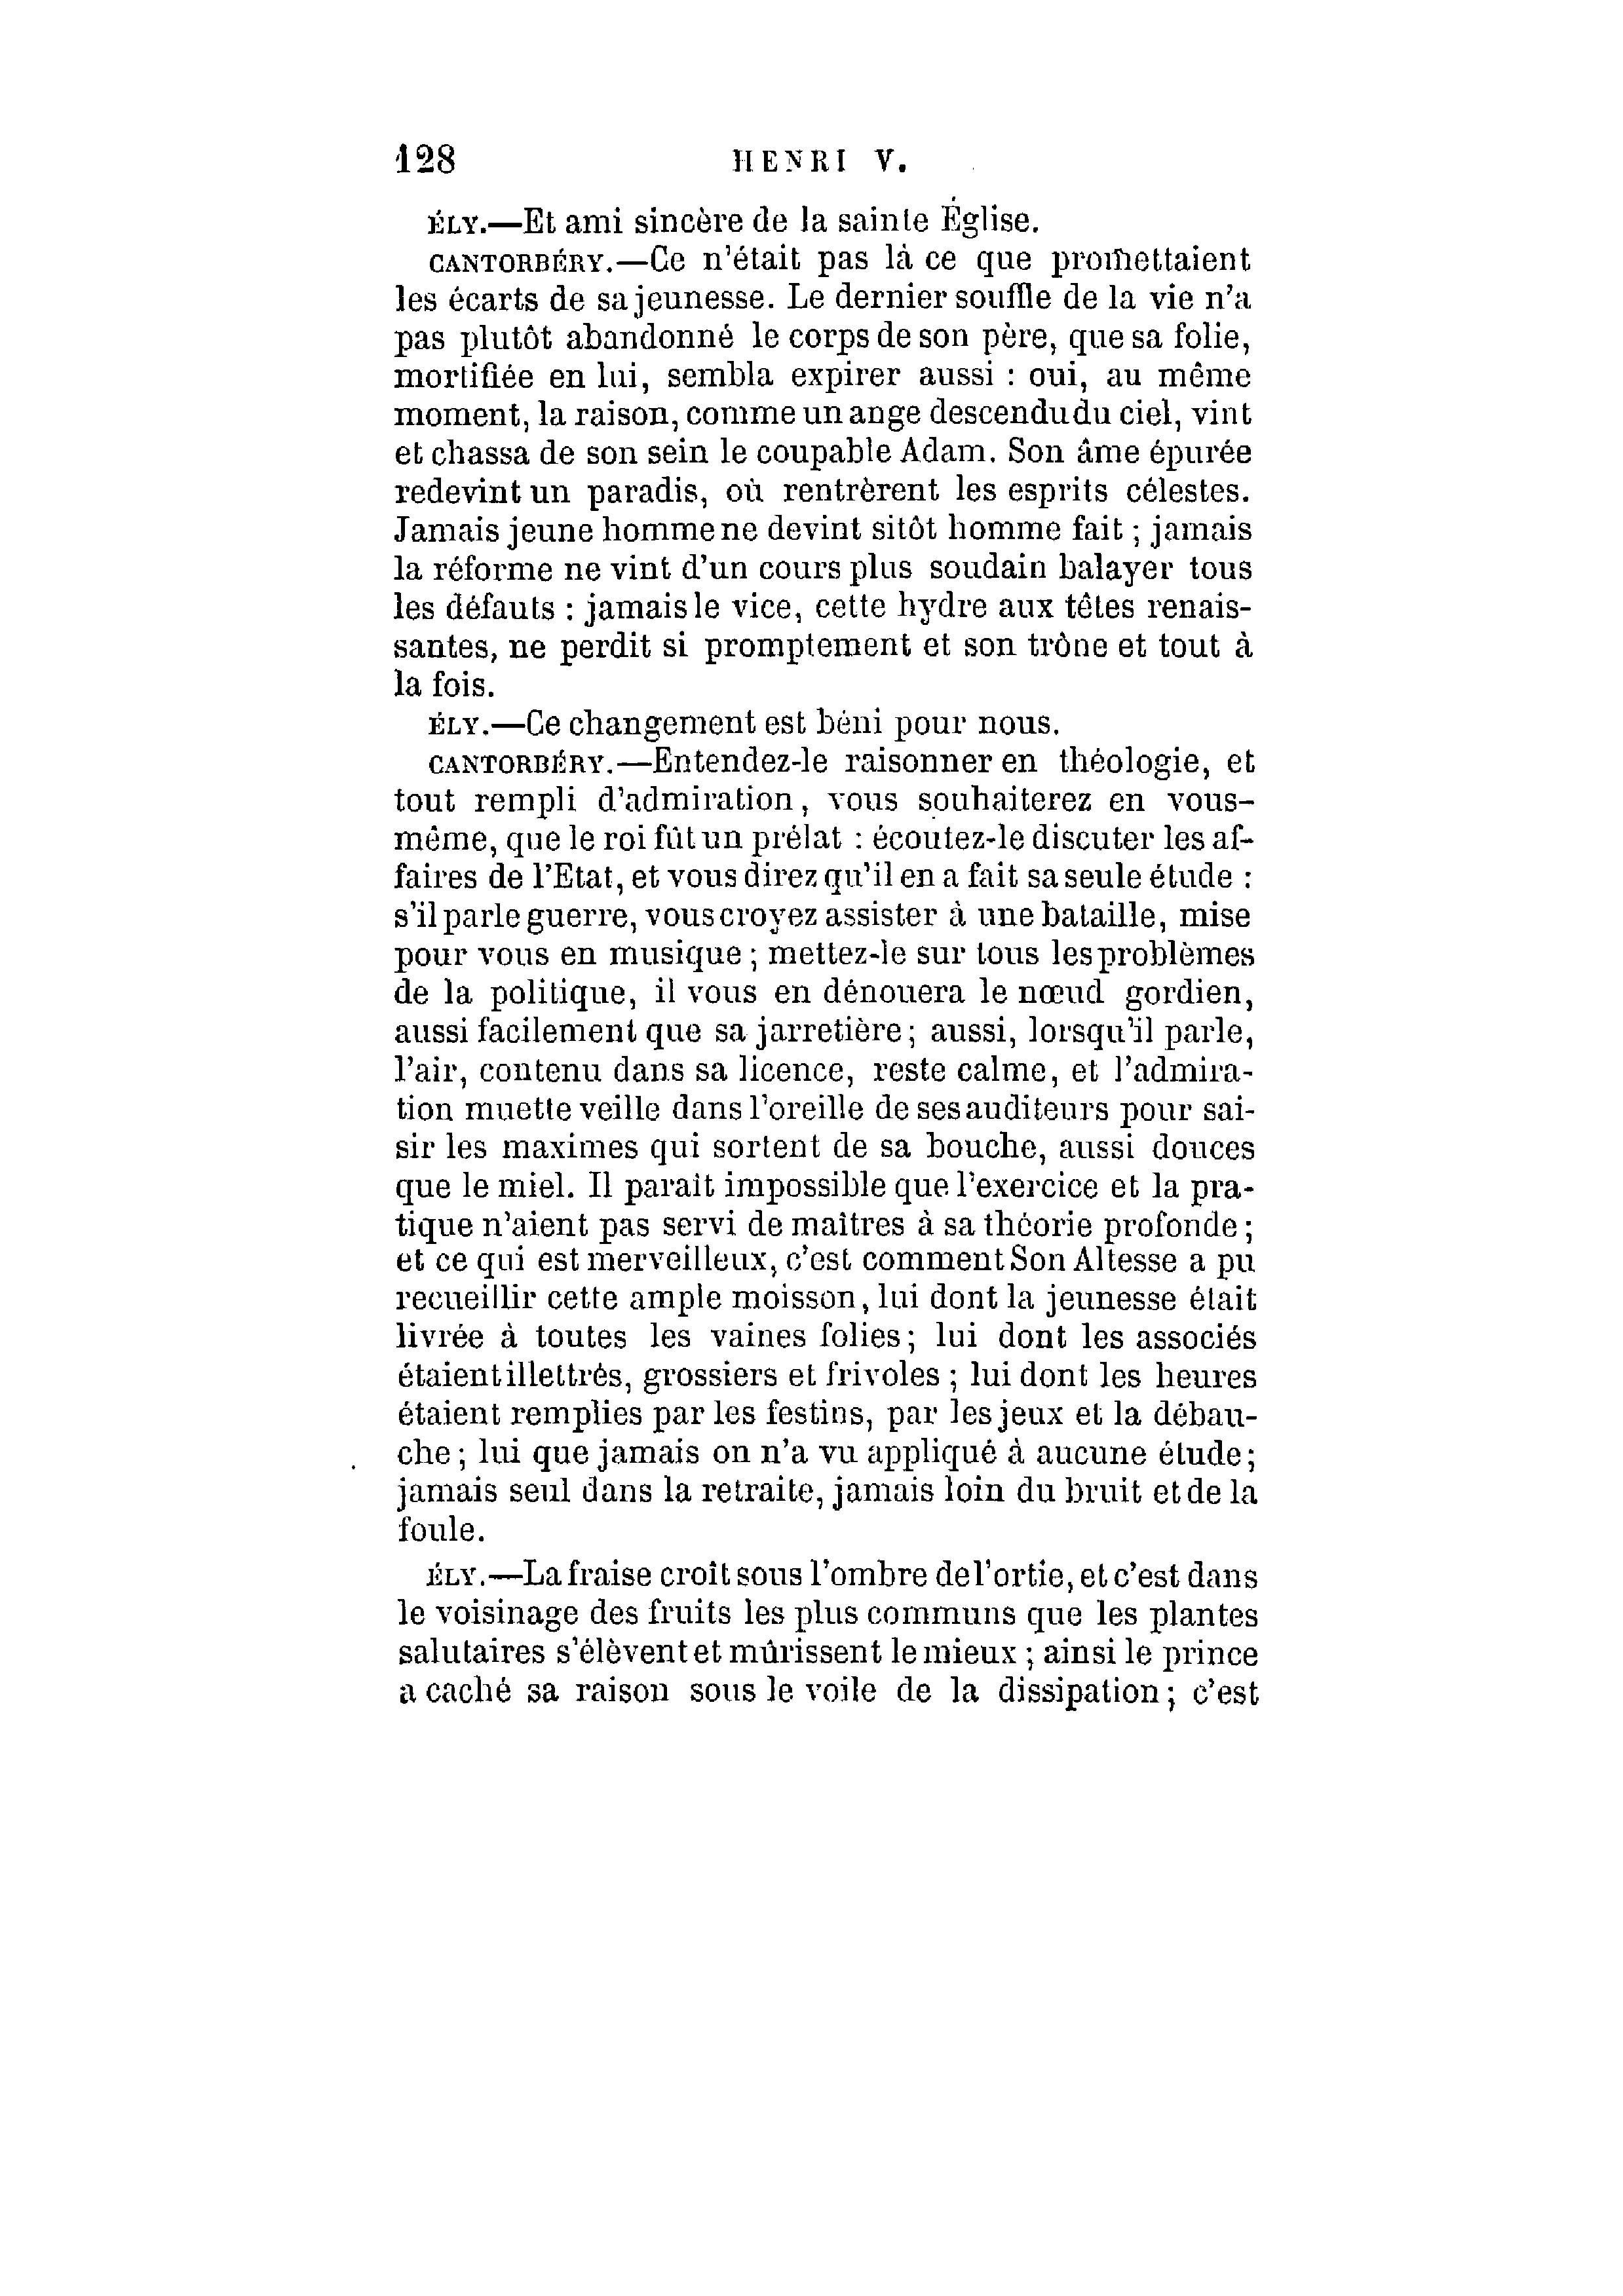 128 HENRI V.
ÉLY.—Et ami sincère de la sainte Église.
CANTORBÉRY.—Ce n'était pas là ce que promettaient
les écarts de sa jeunesse. Le dernier souffle de la vie n'a
pas plutôt abandonné le corps de son père, que sa folie,
mortifiée en lui, sembla expirer aussi : oui, au même
moment, la raison, comme un ange descendu du ciel, vint
et chassa de son sein le coupable Adam. Son âme épurée
redevint un paradis, où rentrèrent les esprits célestes.
Jamais jeune homme ne devint sitôt homme fait ; jamais
la réforme ne vint d'un cours plus soudain balayer tous
les défauts : jamais le vice, cette hydre aux têtes renais-
santes, ne perdit si promptement et son trône et tout à
la fois.
ÉLY.—Ce changement est béni pour nous.
CANTORBÉRY.—Entendez-le raisonner en théologie, et
tout rempli d'admiration, vous souhaiterez en vous-
même, que le roi fût un prélat : écoutez-le discuter les af-
faires de l'Etat, et vous direz qu'il en a fait sa seule étude :
s'il parle guerre, vous croyez assister à une bataille, mise
pour vous en musique ; mettez-le sur tous les problèmes
de la politique, il vous en dénouera le nœud gordien,
aussi facilement que sa jarretière ; aussi, lorsqu'il parle,
l'air, contenu dans sa licence, reste calme, et l'admira-
tion muette veille dans l'oreille de ses auditeurs pour sai-
sir les maximes qui sortent de sa bouche, aussi douces
que le miel. Il paraît impossible que l'exercice et la pra-
tique n'aient pas servi de maîtres à sa théorie profonde ;
et ce qui est merveilleux, c'est comment Son Altesse a pu
recueillir cette ample moisson, lui dont la jeunesse était
livrée à toutes les vaines folies ; lui dont les associés
étaient illettrés, grossiers et frivoles ; lui dont les heures
étaient remplies par les festins, par les jeux et la débau-
che ; lui que jamais on n'a vu appliqué à aucune étude ;
jamais seul dans la retraite, jamais loin du bruit et de la
foule.
ÉLY.—La fraise croît sous l'ombre de l'ortie, et c'est dans
le voisinage des fruits les plus communs que les plantes
salutaires s'élèvent et mûrissent le mieux ; ainsi le prince
a caché sa raison sous le voile de la dissipation ; c'est